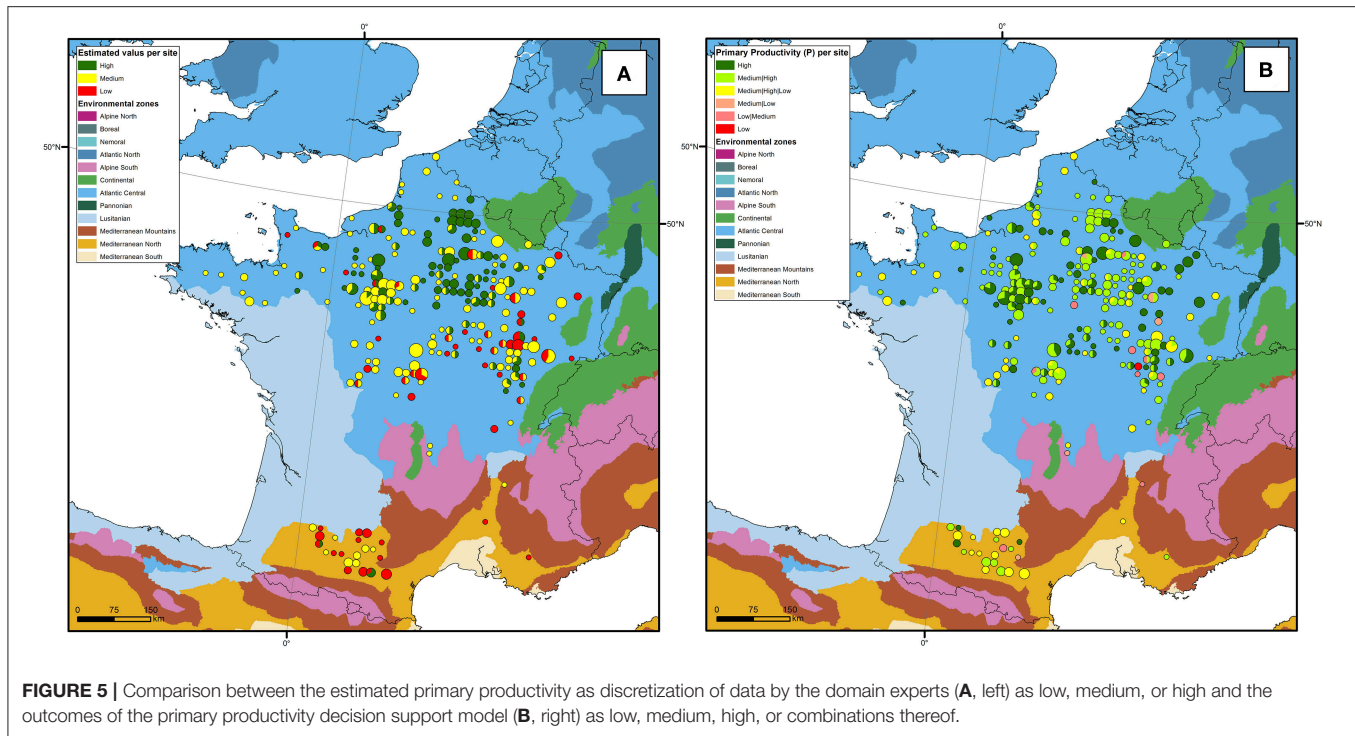 0°
Estimated valus per site
High
Medium
Low
Environmental zones
Alpine North
Boreal
Nemoral
Atlantic North
Alpine South
Continental
Atlantic Central
Pannonian
Lusitanian
Mediterranean Mountains
Mediterranean North
Mediterranean South
A
50°N
50°N
0 75 150
km
0°
0°
Primary Productivity (P) per site
High
Medium|High
Medium|High|Low
Medium|Low
Low|Medium
Low
Environmental zones
Alpine North
Boreal
Nemoral
Atlantic North
Alpine South
Continental
Atlantic Central
Pannonian
Lusitanian
Mediterranean Mountains
Mediterranean North
Mediterranean South
B
50°N
50°N
0 75 150
km
0°
FIGURE 5 | Comparison between the estimated primary productivity as discretization of data by the domain experts (A, left) as low, medium, or high and the
outcomes of the primary productivity decision support model (B, right) as low, medium, high, or combinations thereof.